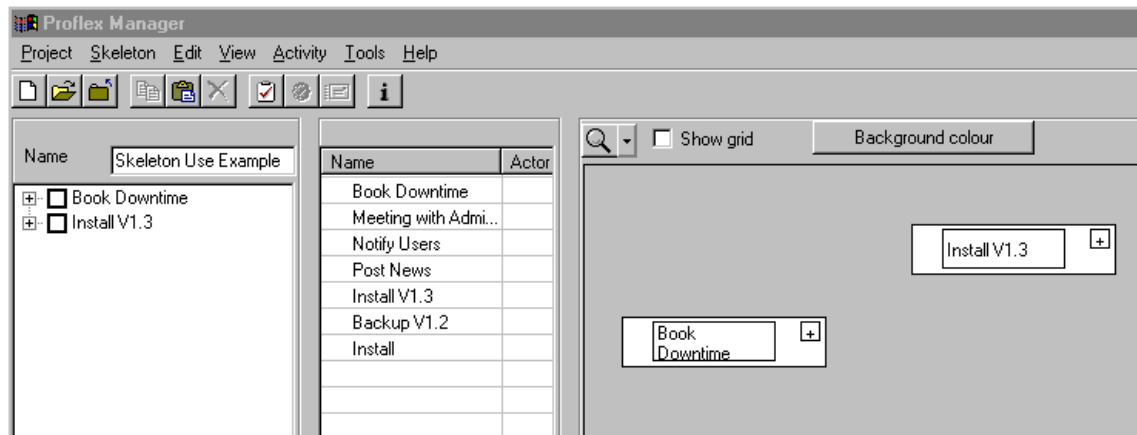 Proflex Manager
Project Skeleton Edit View Activity Tools Help
Name Skeleton Use Example
Book Downtime
Install V1.3
Name Actor
Book Downtime
Meeting with Admi...
Notify Users
Post News
Install V1.3
Backup V1.2
Install
Show grid Background colour
Install V1.3
Book
Downtime